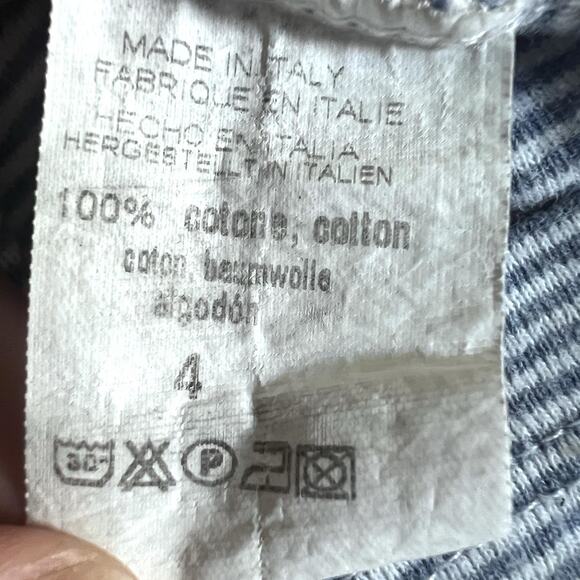 MADE IN ITALY
FABRIQUE EN ITALIE
HECHO EN ITALIA
HERGESTELLT IN ITALIEN
100% cotone, cotton
coton, baumwolle
algodón
4
30° P